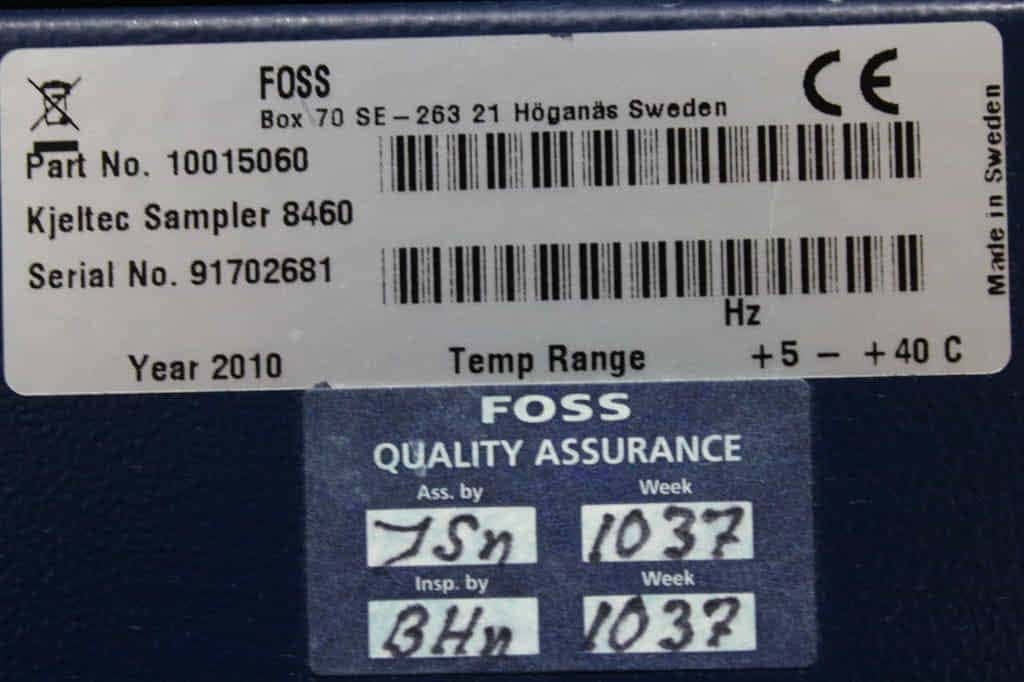 FOSS
Box 70 SE-263 21 Höganäs Sweden
CE
Part No. 10015060
Kjeltec Sampler 8460
Serial No. 91702681
Hz
Year 2010 Temp Range +5 - +40 C
Made in Sweden
FOSS
QUALITY ASSURANCE
Ass. by Week
JSn 1037
Insp. by Week
BHn 1037